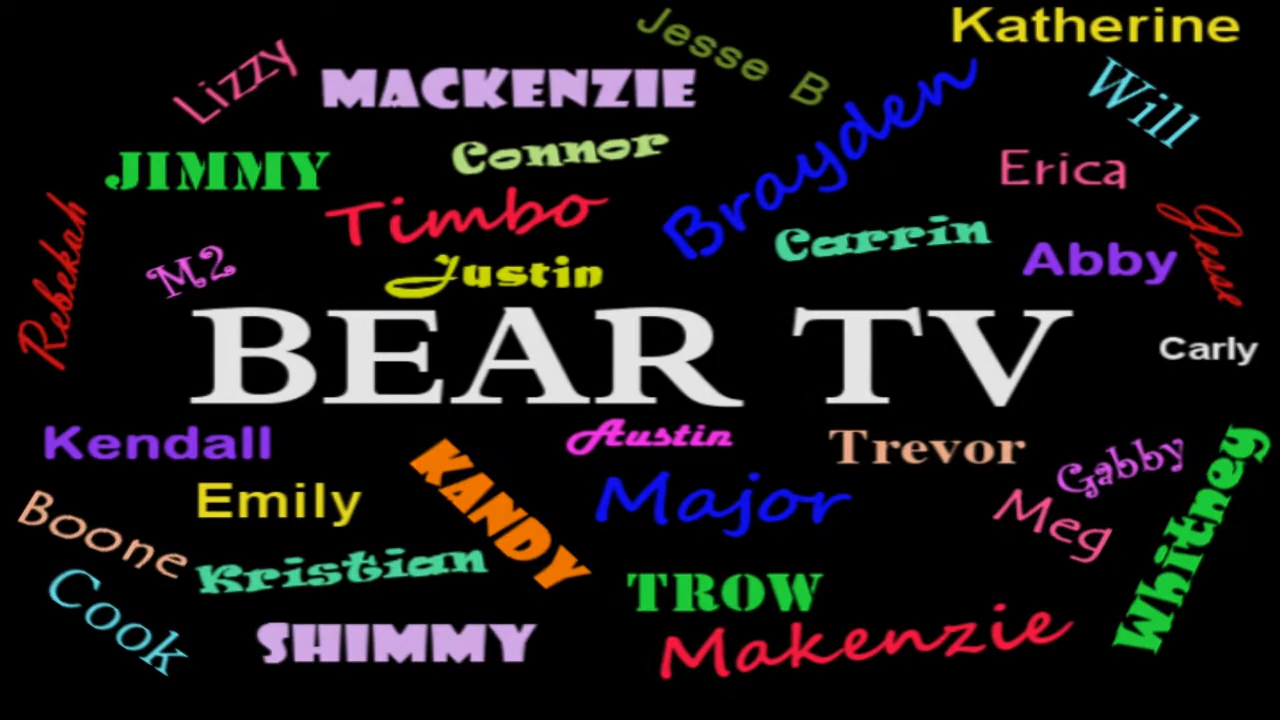 Katherine
Jesse B
Lizzy
MACKENZIE
Will
Brayden
JIMMY
Connor
Erica
Timbo
Carrin
Jesse
Rebekah
M2
Justin
Abby
BEAR TV
Carly
Kendall
Austin
Trevor
Gabby
Whitney
KANDY
Emily
Major
Meg
Boone
Kristian
TROW
Cook
SHIMMY
Makenzie